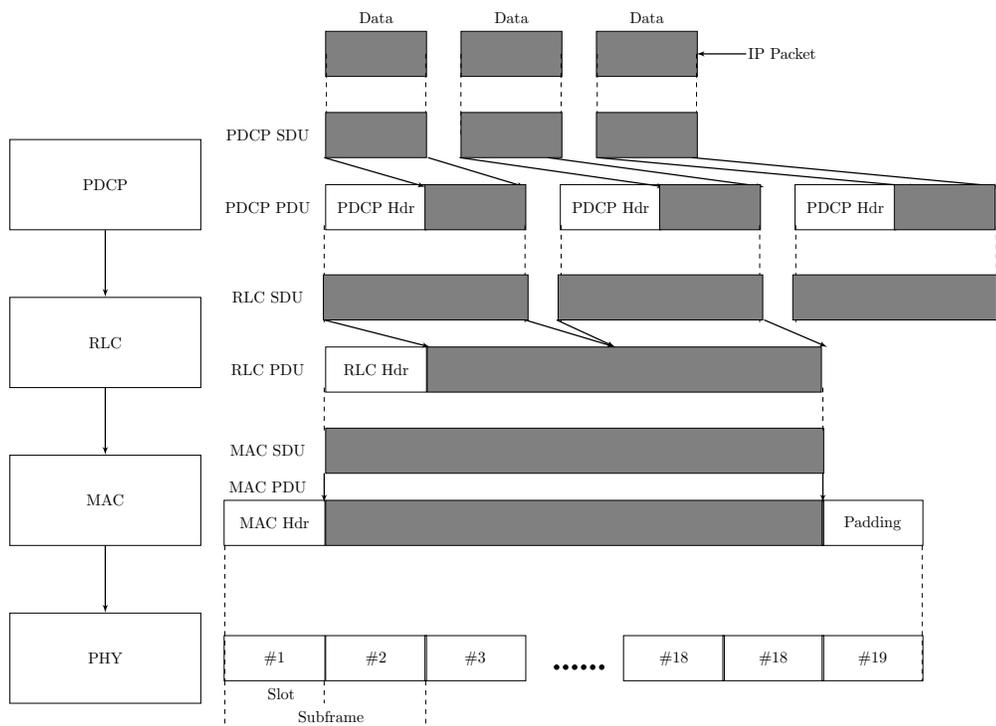 Data Data Data
IP Packet
PDCP SDU
PDCP
PDCP PDU PDCP Hdr PDCP Hdr PDCP Hdr
RLC SDU
RLC
RLC PDU RLC Hdr
MAC SDU
MAC PDU
MAC
MAC Hdr Padding
PHY
#1 #2 #3 ...... #18 #18 #19
Slot
Subframe